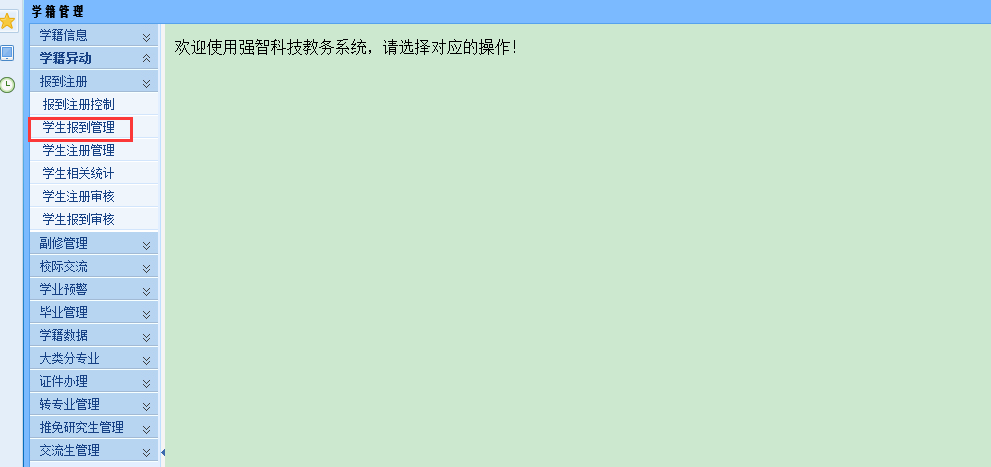 学籍管理
学籍信息
学籍异动
报到注册
报到注册控制
学生报到管理
学生注册管理
学生相关统计
学生注册审核
学生报到审核
副修管理
校际交流
学业预警
毕业管理
学籍数据
大类分专业
证件办理
转专业管理
推免研究生管理
交流生管理
欢迎使用强智科技教务系统，请选择对应的操作！